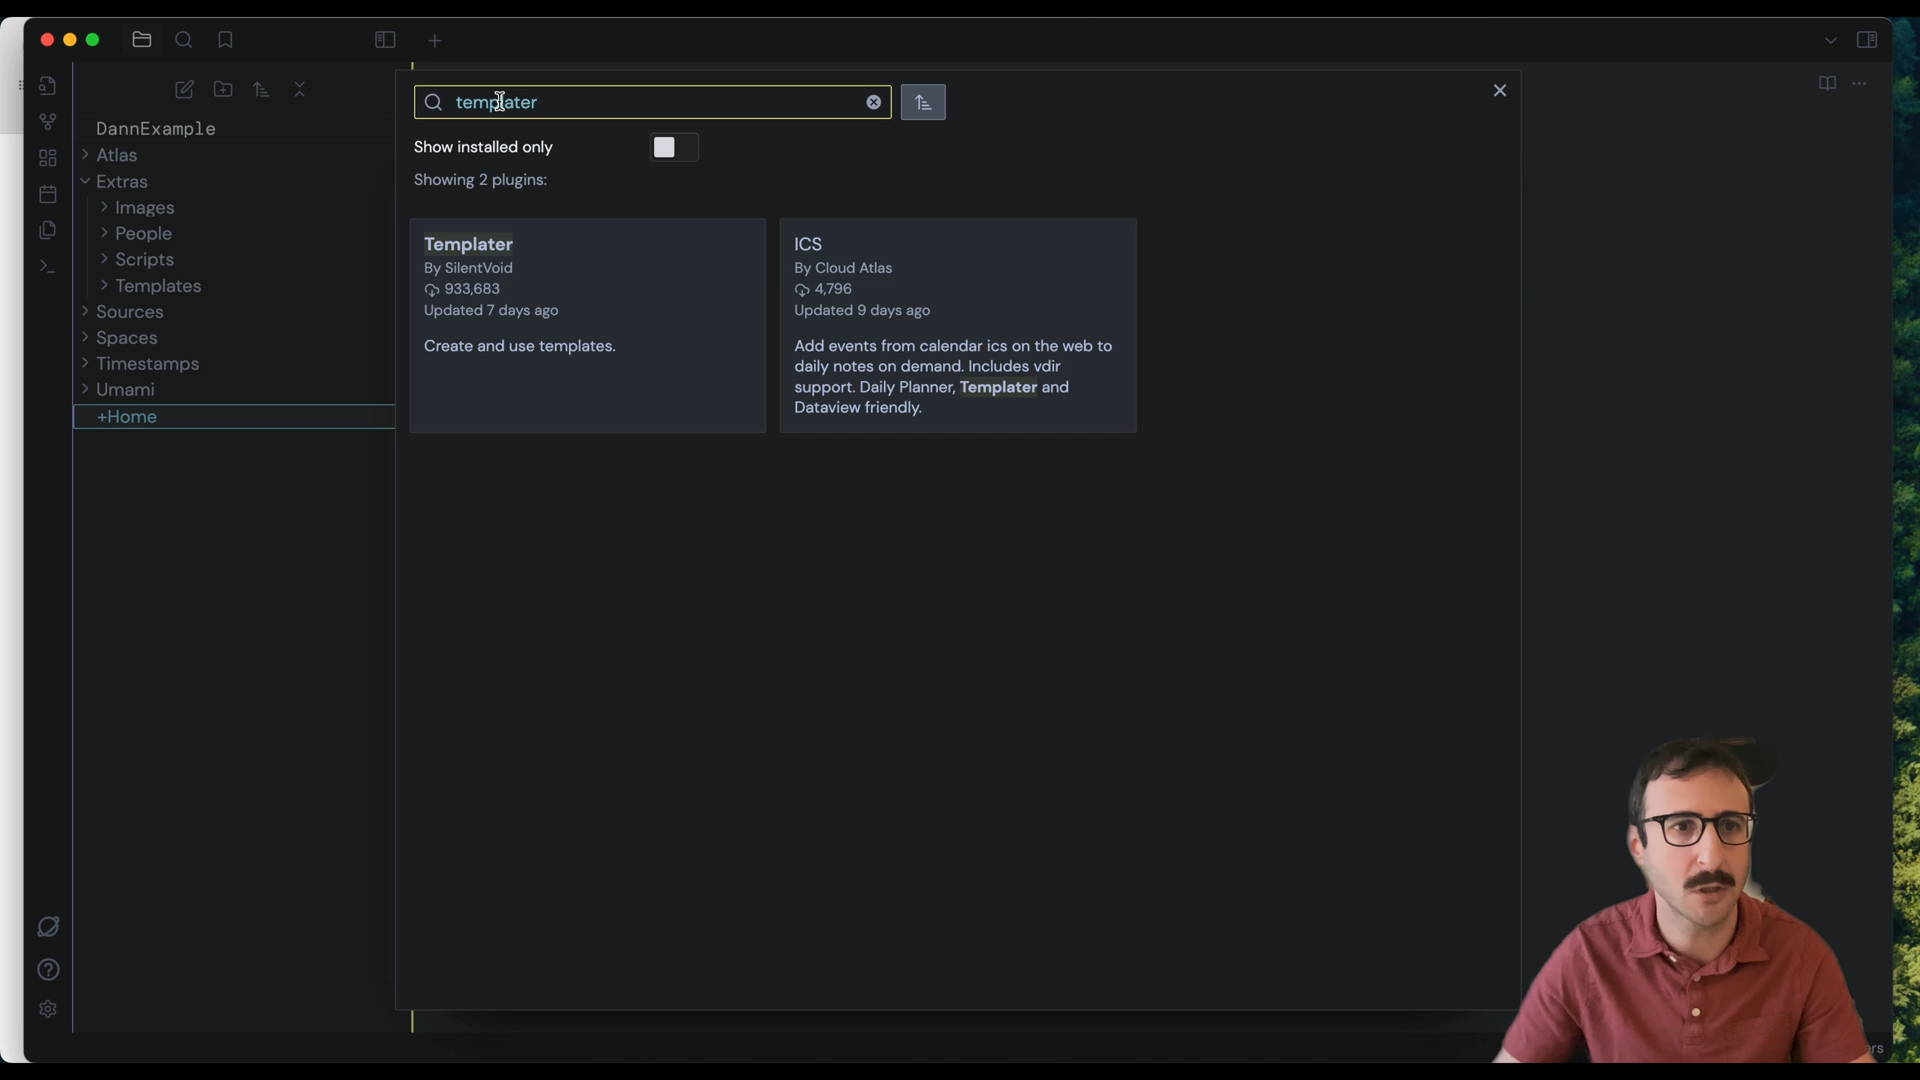 templater
Show installed only
Showing 2 plugins:
DannExample
Atlas
Extras
Images
People
Scripts
Templates
Sources
Spaces
Timestamps
Umami
+Home
Templater
By SilentVoid
933,683
Updated 7 days ago
Create and use templates.
ICS
By Cloud Atlas
4,796
Updated 9 days ago
Add events from calendar ics on the web to
daily notes on demand. Includes vdir
support. Daily Planner, Templater and
Dataview friendly.